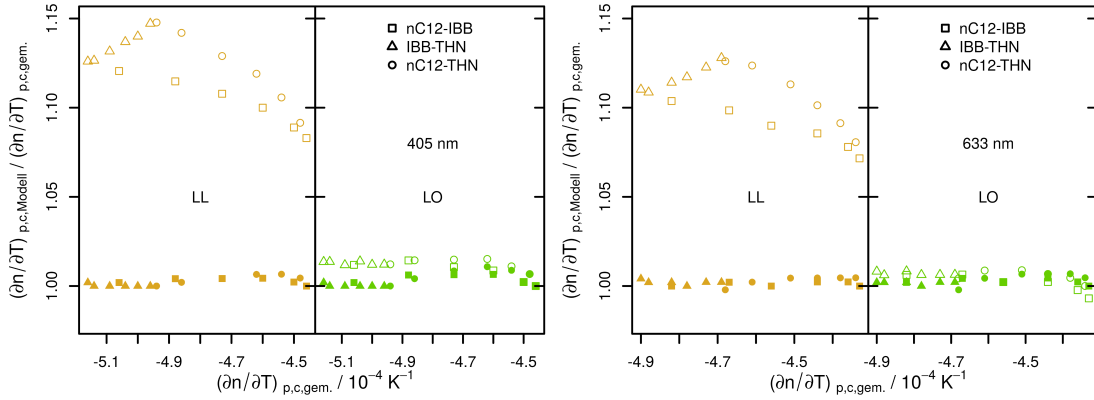 nC12-IBB
IBB-THN
nC12-THN
405 nm
LL
LO
1.00
1.05
1.10
1.15
(∂n/∂T) p,c,Modell / (∂n/∂T) p,c,gem.
-5.1
-4.9
-4.7
-4.5
-5.1
-4.9
-4.7
-4.5
(∂n/∂T) p,c,gem. / 10⁻⁴ K⁻¹
nC12-IBB
IBB-THN
nC12-THN
633 nm
LL
LO
1.00
1.05
1.10
1.15
(∂n/∂T) p,c,Modell / (∂n/∂T) p,c,gem.
-4.9
-4.7
-4.5
-4.9
-4.7
-4.5
(∂n/∂T) p,c,gem. / 10⁻⁴ K⁻¹